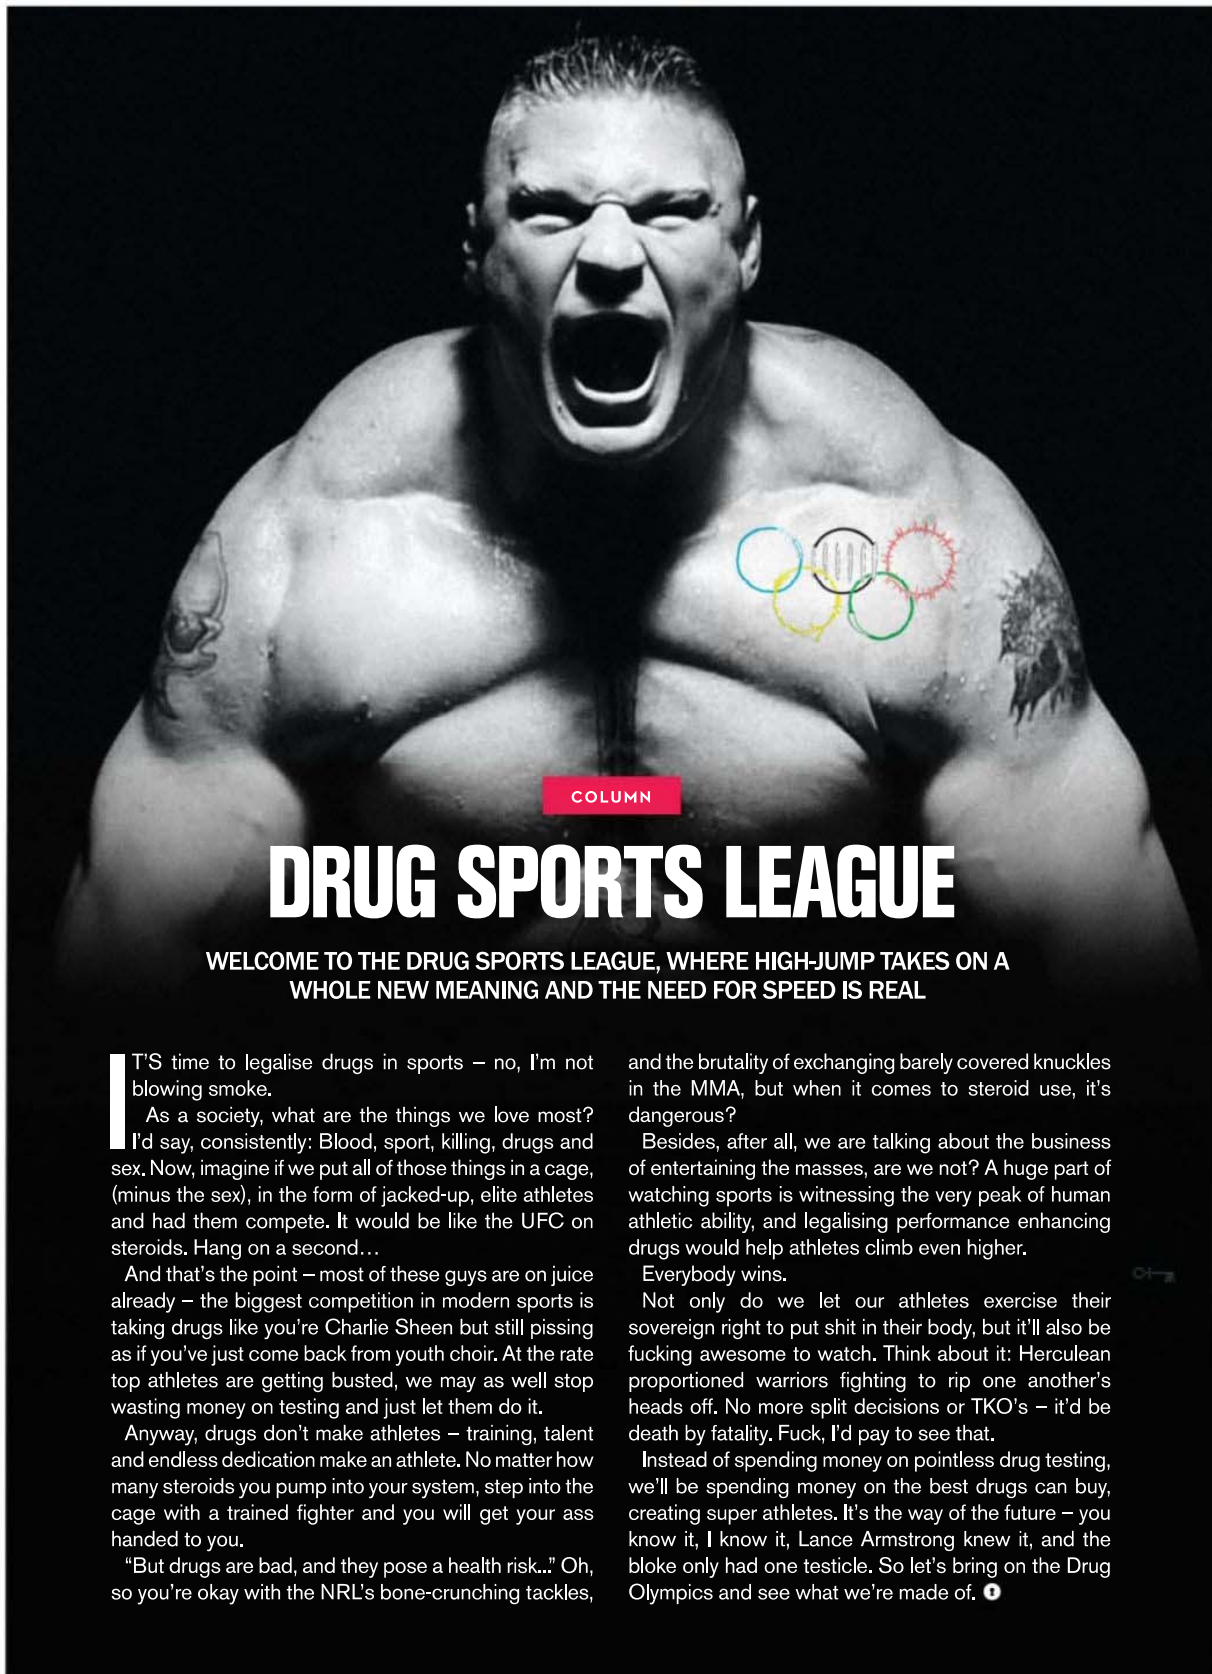 COLUMN
DRUG SPORTS LEAGUE
WELCOME TO THE DRUG SPORTS LEAGUE, WHERE HIGH-JUMP TAKES ON A
WHOLE NEW MEANING AND THE NEED FOR SPEED IS REAL
IT'S time to legalise drugs in sports – no, I'm not
blowing smoke.
As a society, what are the things we love most?
I'd say, consistently: Blood, sport, killing, drugs and
sex. Now, imagine if we put all of those things in a cage,
(minus the sex), in the form of jacked-up, elite athletes
and had them compete. It would be like the UFC on
steroids. Hang on a second...
And that's the point – most of these guys are on juice
already – the biggest competition in modern sports is
taking drugs like you're Charlie Sheen but still pissing
as if you've just come back from youth choir. At the rate
top athletes are getting busted, we may as well stop
wasting money on testing and just let them do it.
Anyway, drugs don't make athletes – training, talent
and endless dedication make an athlete. No matter how
many steroids you pump into your system, step into the
cage with a trained fighter and you will get your ass
handed to you.
“But drugs are bad, and they pose a health risk...” Oh,
so you're okay with the NRL's bone-crunching tackles,
and the brutality of exchanging barely covered knuckles
in the MMA, but when it comes to steroid use, it's
dangerous?
Besides, after all, we are talking about the business
of entertaining the masses, are we not? A huge part of
watching sports is witnessing the very peak of human
athletic ability, and legalising performance enhancing
drugs would help athletes climb even higher.
Everybody wins.
Not only do we let our athletes exercise their
sovereign right to put shit in their body, but it'll also be
fucking awesome to watch. Think about it: Herculean
proportioned warriors fighting to rip one another's
heads off. No more split decisions or TKO's – it'd be
death by fatality. Fuck, I'd pay to see that.
Instead of spending money on pointless drug testing,
we'll be spending money on the best drugs can buy,
creating super athletes. It's the way of the future – you
know it, I know it, Lance Armstrong knew it, and the
bloke only had one testicle. So let's bring on the Drug
Olympics and see what we're made of.